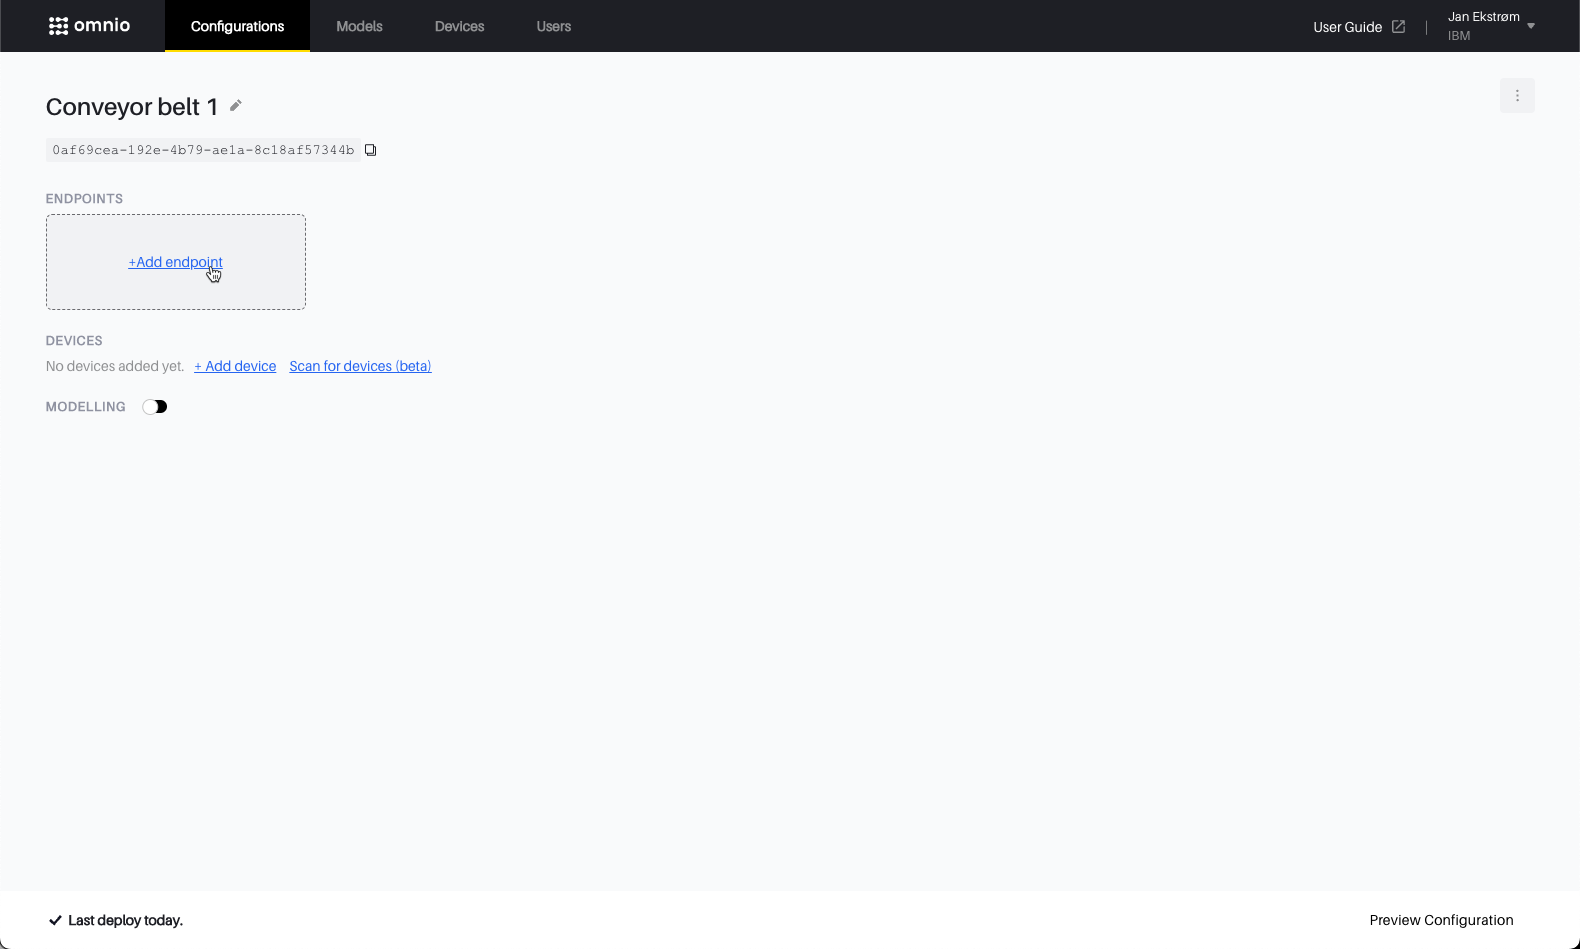 omnio
Configurations
Models
Devices
Users
User Guide
Jan Ekstrøm
IBM
Conveyor belt 1
0af69cea-192e-4b79-ae1a-8c18af57344b
ENDPOINTS
+Add endpoint
DEVICES
No devices added yet. + Add device Scan for devices (beta)
MODELLING
Last deploy today.
Preview Configuration